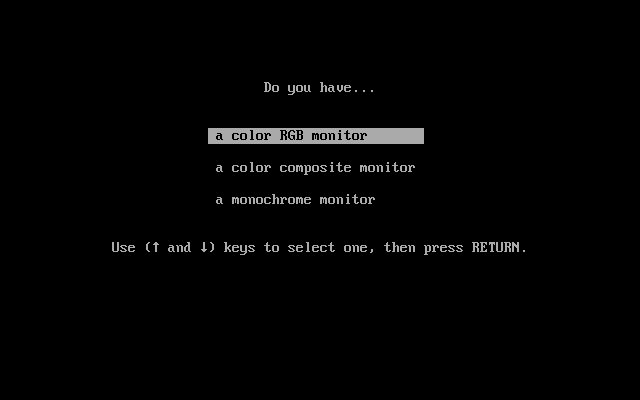 Do you have...
a color RGB monitor
a color composite monitor
a monochrome monitor
Use (↑ and ↓) keys to select one, then press RETURN.